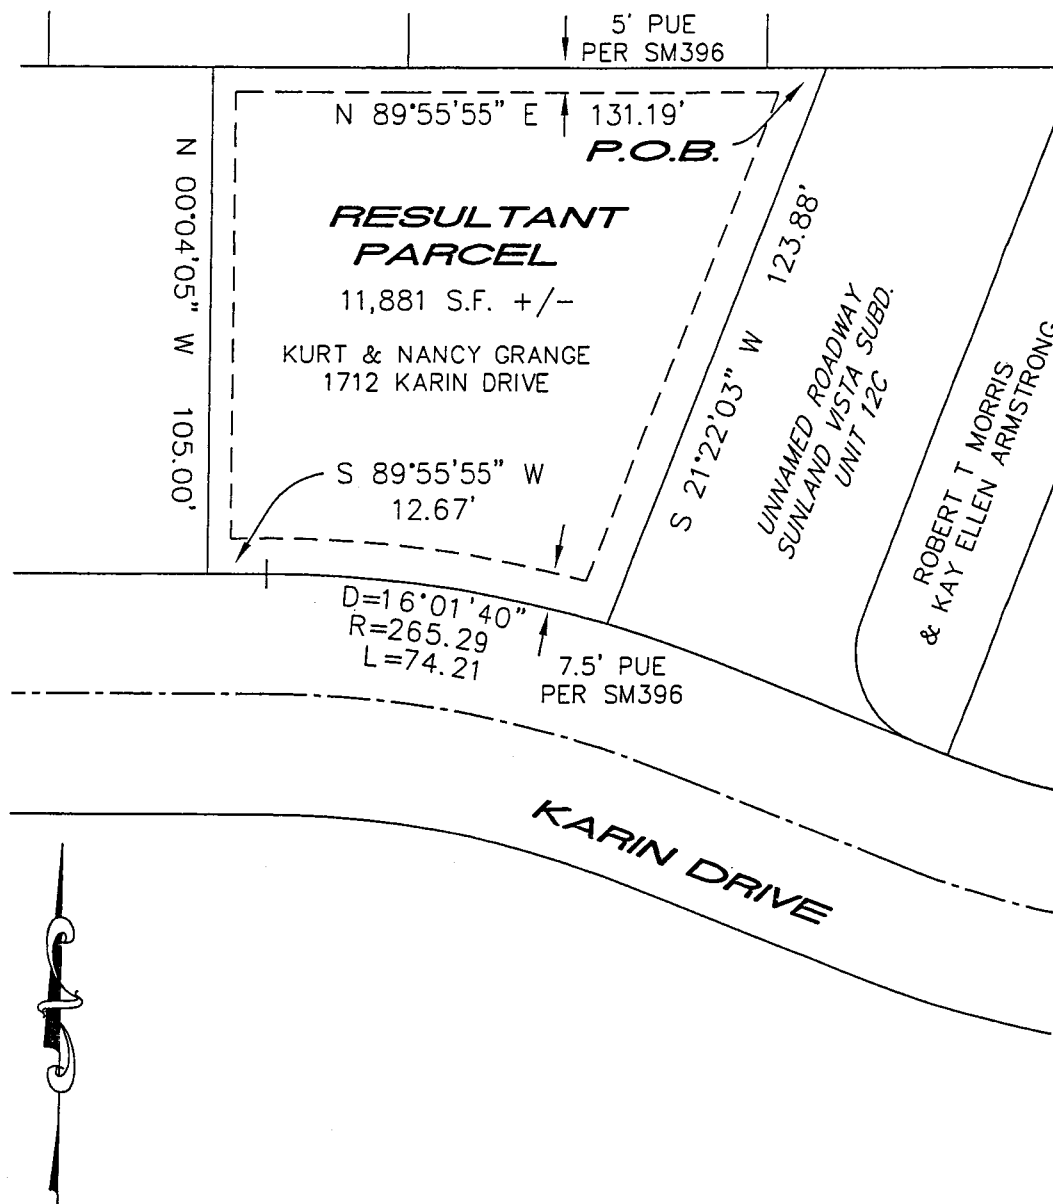 5' PUE
PER SM396
N 89°55'55" E 131.19'
P.O.B.
N 00°04'05" W 105.00'
RESULTANT
PARCEL
11,881 S.F. +/-
KURT & NANCY GRANGE
1712 KARIN DRIVE
S 89°55'55" W
12.67'
S 21°22'03" W 123.88'
UNNAMED ROADWAY
SUNLAND VISTA SUBD.
UNIT 12C
ROBERT T MORRIS
& KAY ELLEN ARMSTRONG
D=16°01'40"
R=265.29
L=74.21
7.5' PUE
PER SM396
KARIN DRIVE